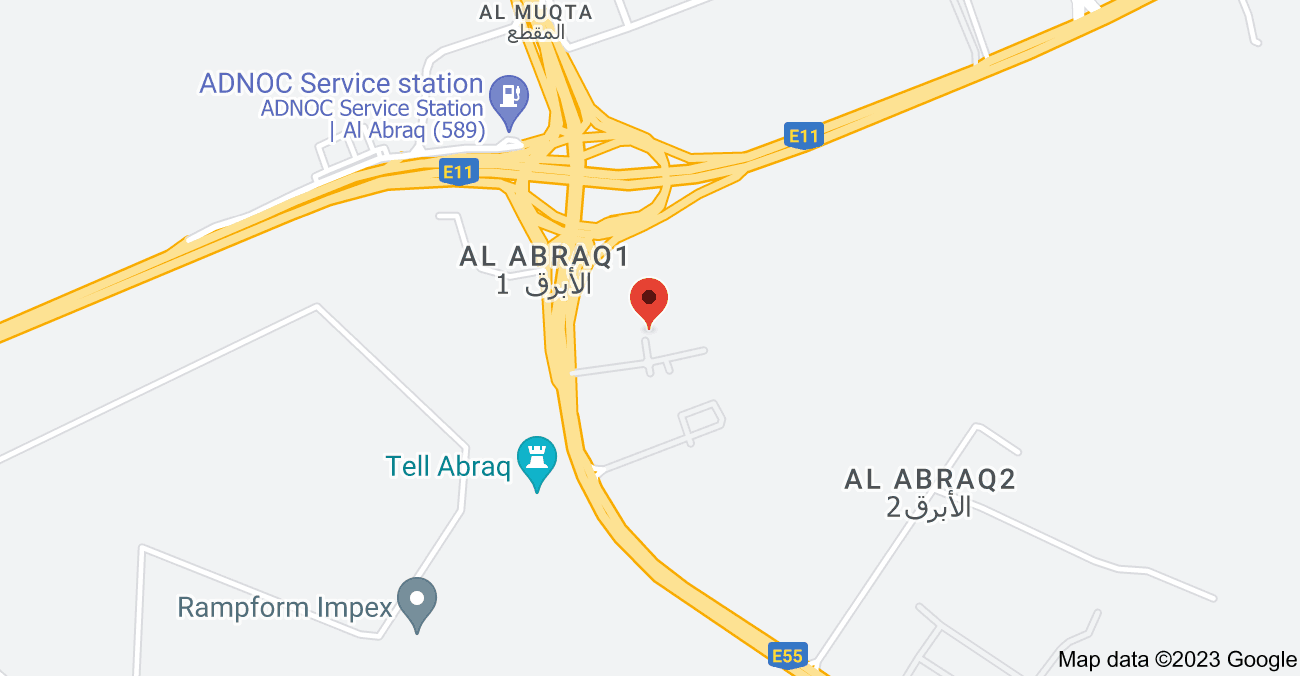 AL MUQTA
المقطع
ADNOC Service station
ADNOC Service Station
| Al Abraq (589)
E11
E11
AL ABRAQ1
الأبرق 1
Tell Abraq
AL ABRAQ2
الأبرق2
Rampform Impex
E55
Map data ©2023 Google